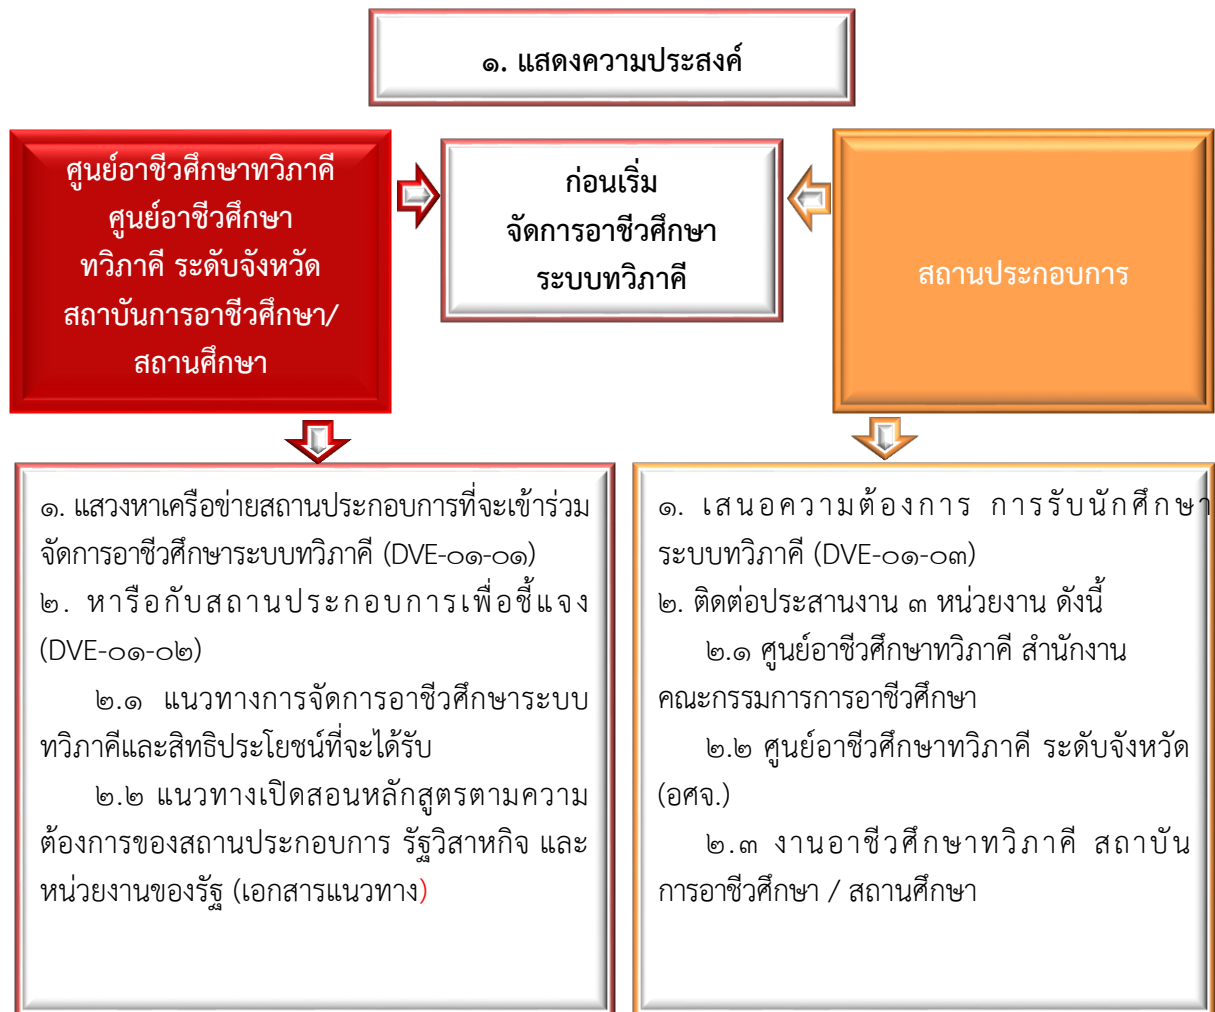 ๑. แสดงความประสงค์
ศูนย์อาชีวศึกษาทวิภาคี
ศูนย์อาชีวศึกษา
ทวิภาคี ระดับจังหวัด
สถาบันการอาชีวศึกษา/
สถานศึกษา
ก่อนเริ่ม
จัดการอาชีวศึกษา
ระบบทวิภาคี
สถานประกอบการ
๑. แสวงหาเครือข่ายสถานประกอบการที่จะเข้าร่วม
จัดการอาชีวศึกษาระบบทวิภาคี (DVE-๐๑-๐๑)
๒. หารือกับสถานประกอบการเพื่อชี้แจง
(DVE-๐๑-๐๒)
๒.๑ แนวทางการจัดการอาชีวศึกษาระบบ
ทวิภาคีและสิทธิประโยชน์ที่จะได้รับ
๒.๒ แนวทางเปิดสอนหลักสูตรตามความ
ต้องการของสถานประกอบการ รัฐวิสาหกิจ และ
หน่วยงานของรัฐ (เอกสารแนวทาง)
๑. เสนอความต้องการ การรับนักศึกษา
ระบบทวิภาคี (DVE-๐๑-๐๓)
๒. ติดต่อประสานงาน ๓ หน่วยงาน ดังนี้
๒.๑ ศูนย์อาชีวศึกษาทวิภาคี สำนักงาน
คณะกรรมการการอาชีวศึกษา
๒.๒ ศูนย์อาชีวศึกษาทวิภาคี ระดับจังหวัด
(อศจ.)
๒.๓ งานอาชีวศึกษาทวิภาคี สถาบัน
การอาชีวศึกษา / สถานศึกษา